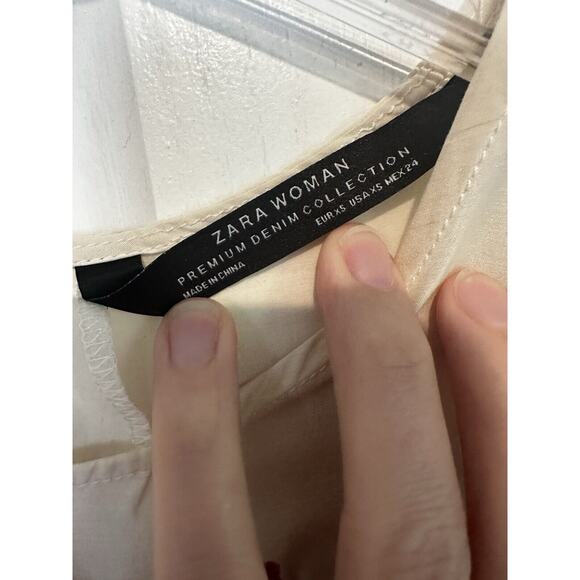 ZARA WOMAN
PREMIUM DENIM COLLECTION
MADE IN CHINA
EUR XS USA XS MEX 24